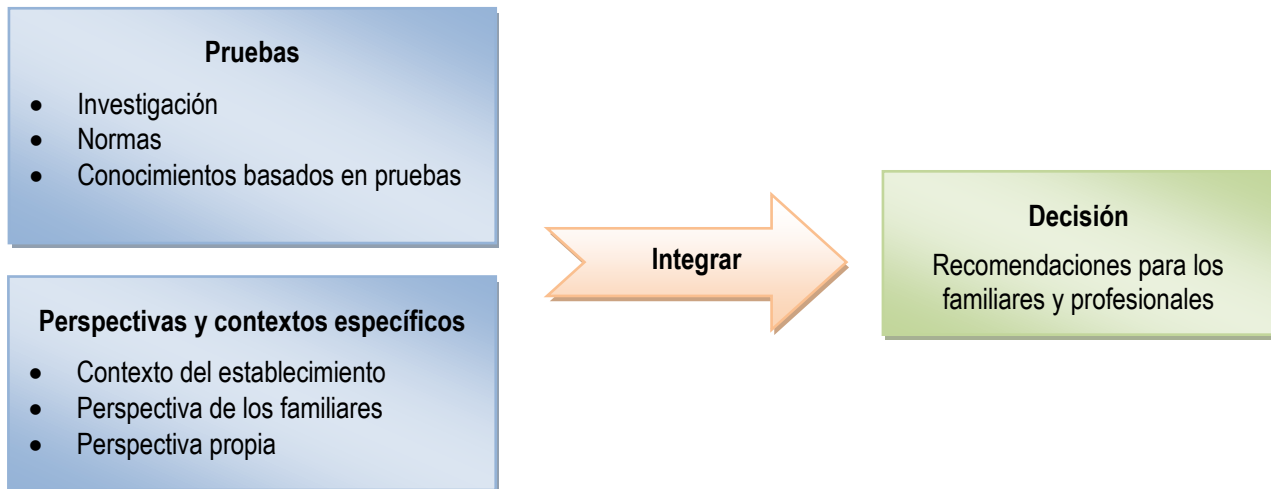 Pruebas
• Investigación
• Normas
• Conocimientos basados en pruebas
Perspectivas y contextos específicos
• Contexto del establecimiento
• Perspectiva de los familiares
• Perspectiva propia
Integrar
Decisión
Recomendaciones para los
familiares y profesionales